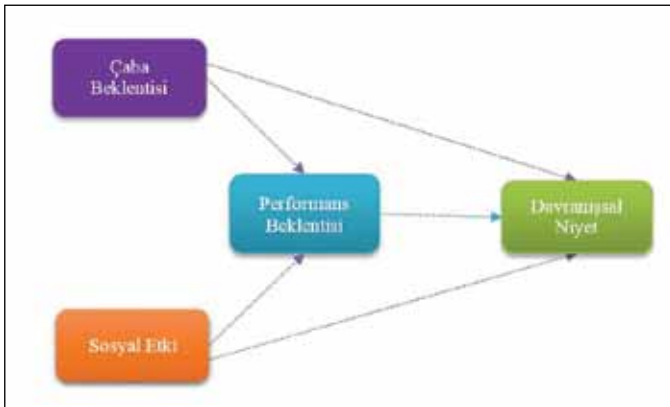 Çaba
Beklentisi
Performans
Beklentisi
Davranışsal
Niyet
Sosyal Etki